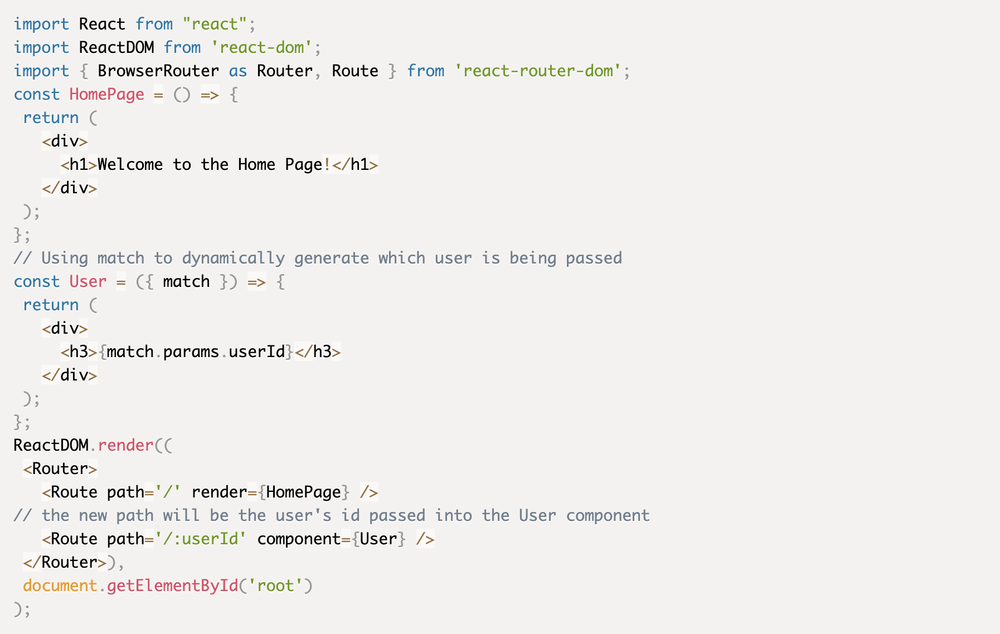 import React from "react";
import ReactDOM from 'react-dom';
import { BrowserRouter as Router, Route } from 'react-router-dom';
const HomePage = () => {
 return (
   <div>
     <h1>Welcome to the Home Page!</h1>
   </div>
 );
};
// Using match to dynamically generate which user is being passed
const User = ({ match }) => {
 return (
   <div>
     <h3>{match.params.userId}</h3>
   </div>
 );
};
ReactDOM.render((
 <Router>
   <Route path='/' render={HomePage} />
// the new path will be the user's id passed into the User component
   <Route path='/:userId' component={User} />
 </Router>),
 document.getElementById('root')
);